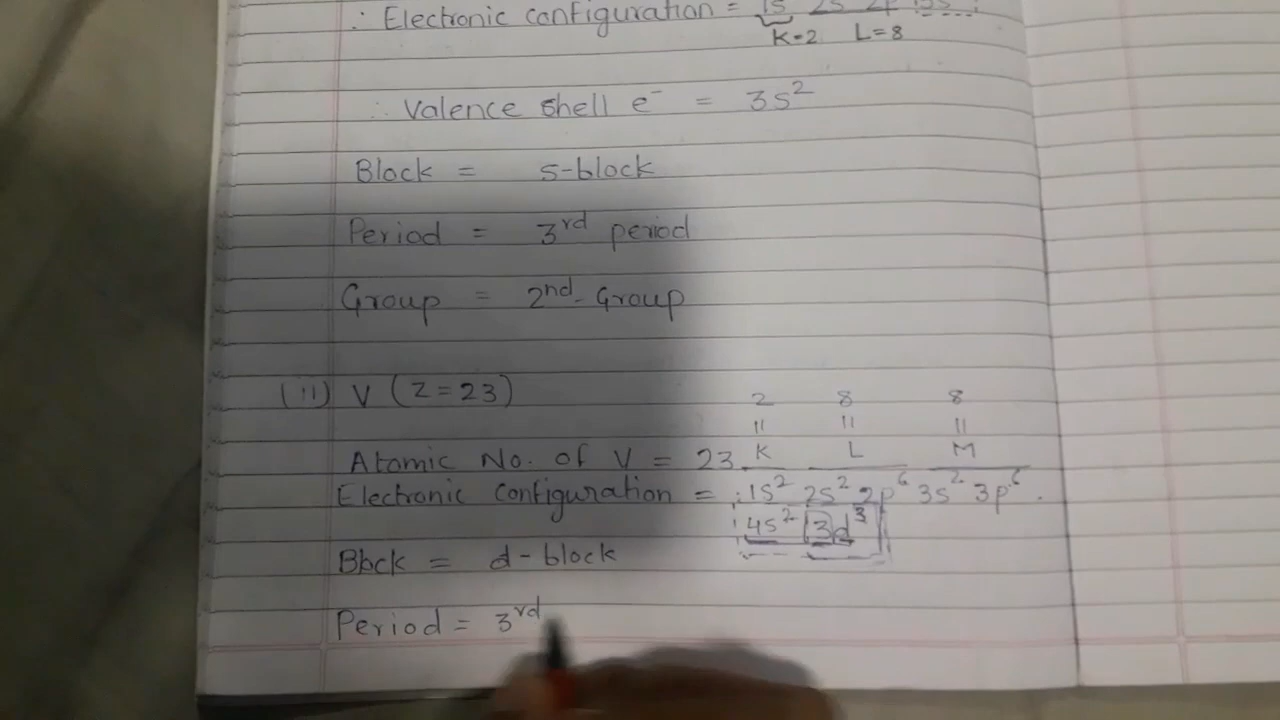 ∴ Electronic configuration = 1s 2s 2p
K=2 L=8
∴ Valence shell e⁻ = 3s²
Block = s-block
Period = 3rd period
Group = 2nd Group
(ii) V (Z=23)
2 8 8
॥ ॥ ॥
Atomic No. of V = 23 K L M
Electronic Configuration = 1s² 2s² 2p⁶ 3s² 3p⁶.
4s² 3d³
Block = d-block
Period = 3rd